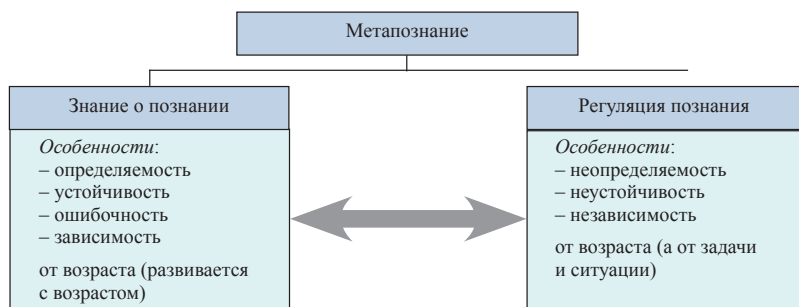 Метапознание
Знание о познании
Особенности:
– определяемость
– устойчивость
– ошибочность
– зависимость
от возраста (развивается
с возрастом)
Регуляция познания
Особенности:
– неопределяемость
– неустойчивость
– независимость
от возраста (а от задачи
и ситуации)